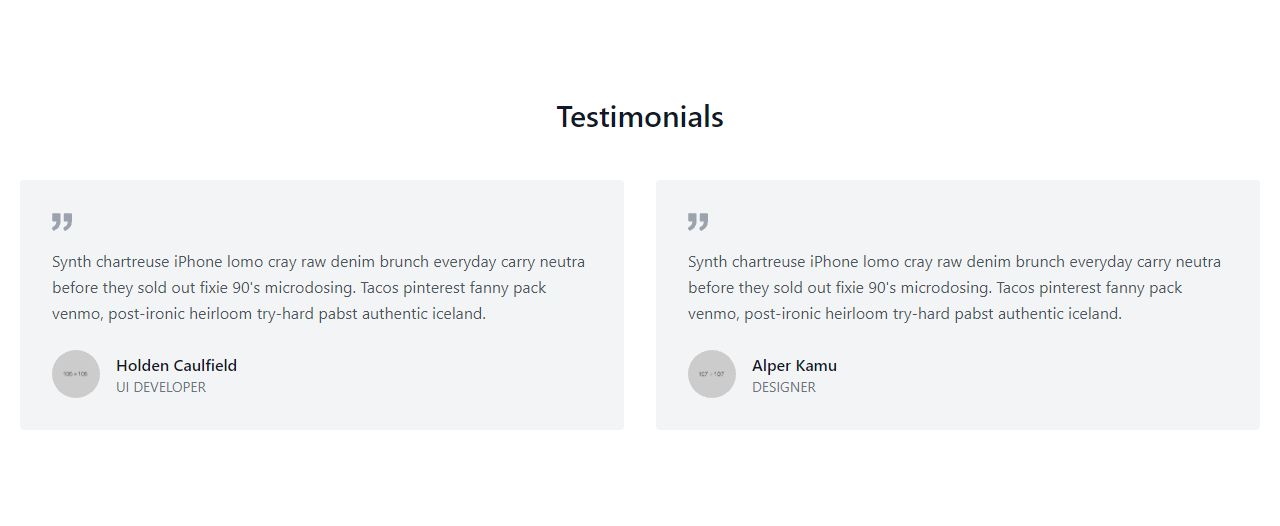 Testimonials
Synth chartreuse iPhone lomo cray raw denim brunch everyday carry neutra
before they sold out fixie 90's microdosing. Tacos pinterest fanny pack
venmo, post-ironic heirloom try-hard pabst authentic iceland.
106 × 106
Holden Caulfield
UI DEVELOPER
Synth chartreuse iPhone lomo cray raw denim brunch everyday carry neutra
before they sold out fixie 90's microdosing. Tacos pinterest fanny pack
venmo, post-ironic heirloom try-hard pabst authentic iceland.
107 × 107
Alper Kamu
DESIGNER